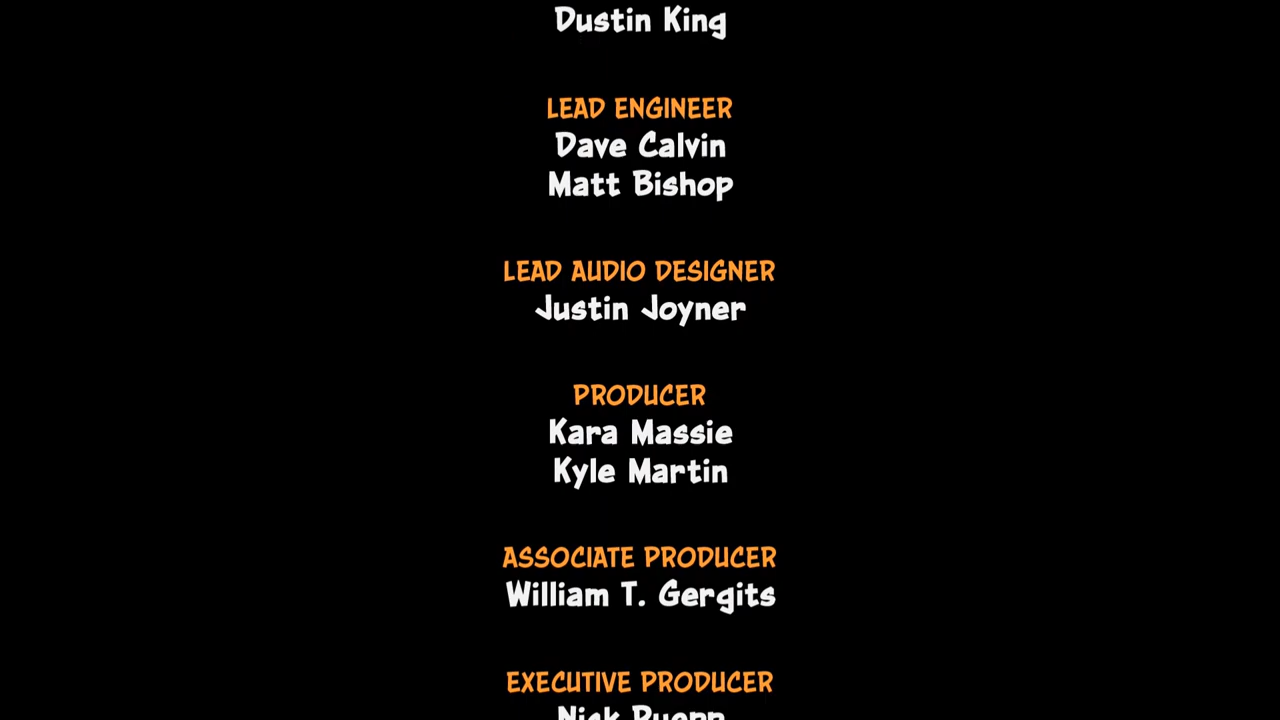 Dustin King
LEAD ENGINEER
Dave Calvin
Matt Bishop
LEAD AUDIO DESIGNER
Justin Joyner
PRODUCER
Kara Massie
Kyle Martin
ASSOCIATE PRODUCER
William T. Gergits
EXECUTIVE PRODUCER
Nick